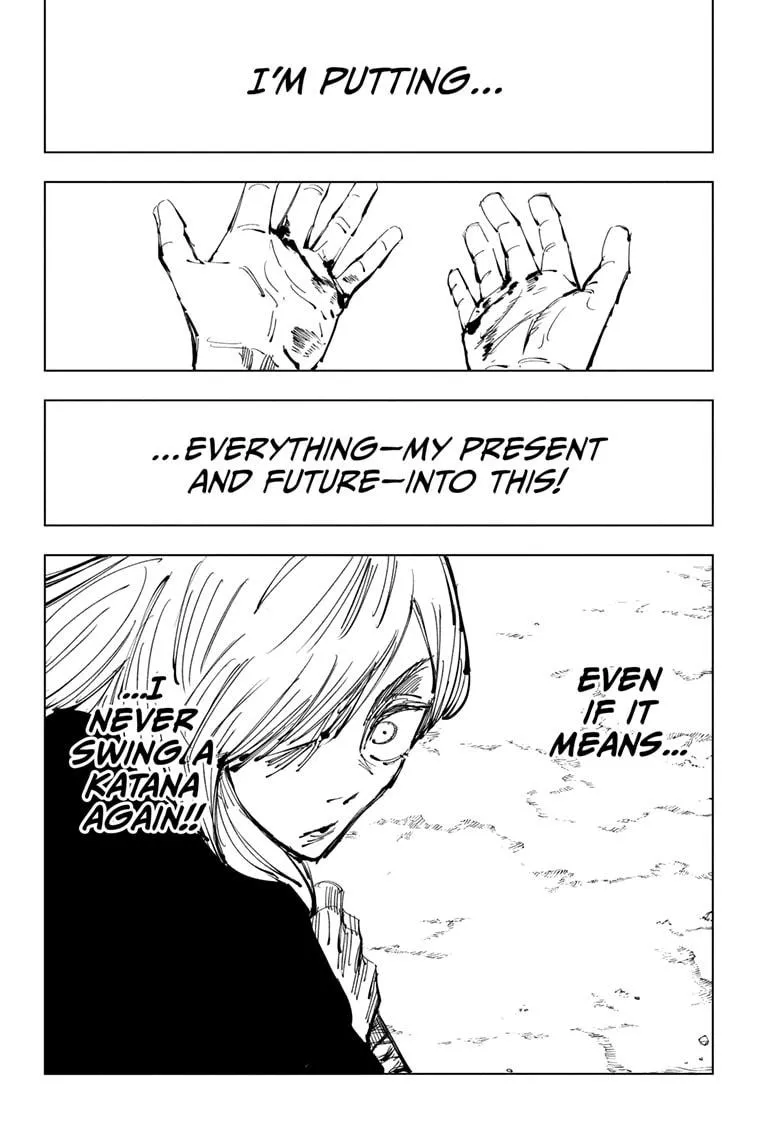 I'M PUTTING...
...EVERYTHING—MY PRESENT
AND FUTURE—INTO THIS!
EVEN
IF IT
MEANS...
...I
NEVER
SWING A
KATANA
AGAIN!!